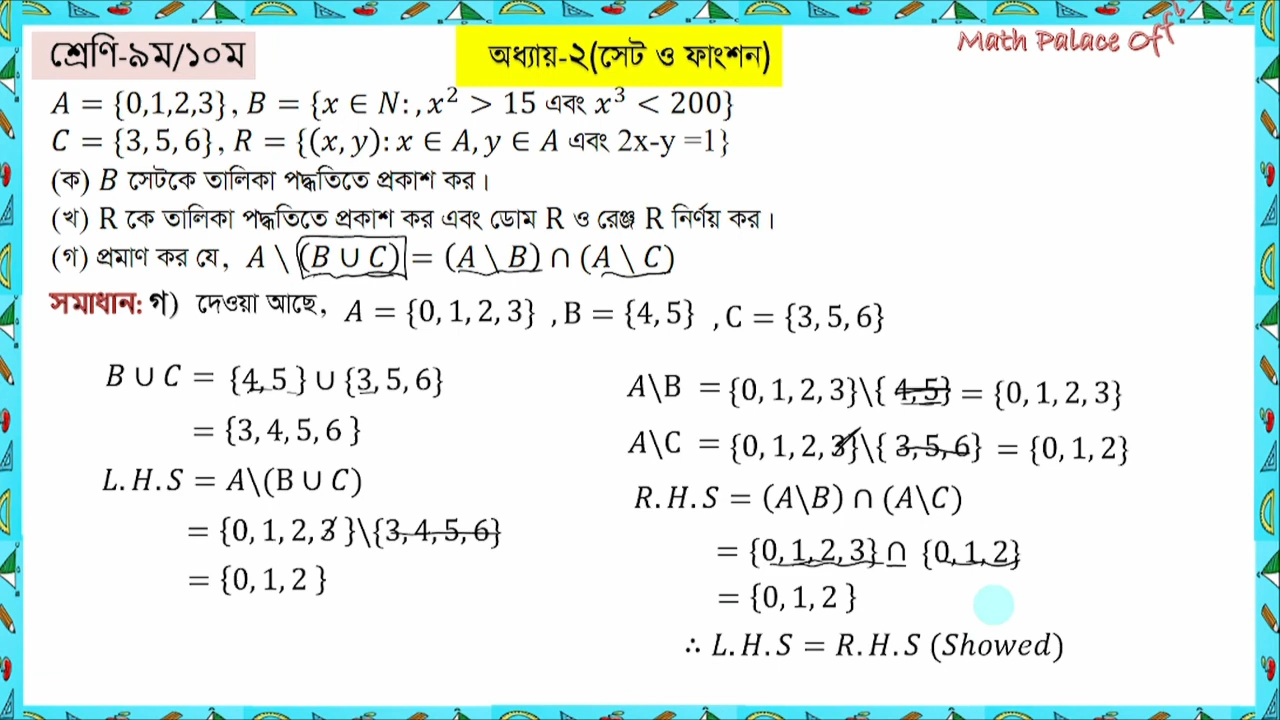 Math Palace Off
শ্রেণি-৯ম/১০ম
অধ্যায়-২(সেট ও ফাংশন)
A = {0,1,2,3}, B = {x ∈ N:, x² > 15 এবং x³ < 200}
C = {3, 5, 6}, R = {(x, y): x ∈ A, y ∈ A এবং 2x-y =1}
(ক) B সেটকে তালিকা পদ্ধতিতে প্রকাশ কর।
(খ) R কে তালিকা পদ্ধতিতে প্রকাশ কর এবং ডোম R ও রেঞ্জ R নির্ণয় কর।
(গ) প্রমাণ কর যে, A \ (B ∪ C) = (A \ B) ∩ (A \ C)
সমাধান: গ) দেওয়া আছে, A = {0, 1, 2, 3} , B = {4, 5} , C = {3, 5, 6}
B ∪ C = {4, 5 } ∪ {3, 5, 6}
= {3, 4, 5, 6 }
L.H.S = A\(B ∪ C)
= {0, 1, 2, 3 }\{3, 4, 5, 6}
= {0, 1, 2 }
A\B = {0, 1, 2, 3}\{ 4, 5} = {0, 1, 2, 3}
A\C = {0, 1, 2, 3}\{ 3, 5, 6} = {0, 1, 2}
R.H.S = (A\B) ∩ (A\C)
= {0, 1, 2, 3} ∩ {0, 1, 2}
= {0, 1, 2 }
∴ L.H.S = R.H.S (Showed)